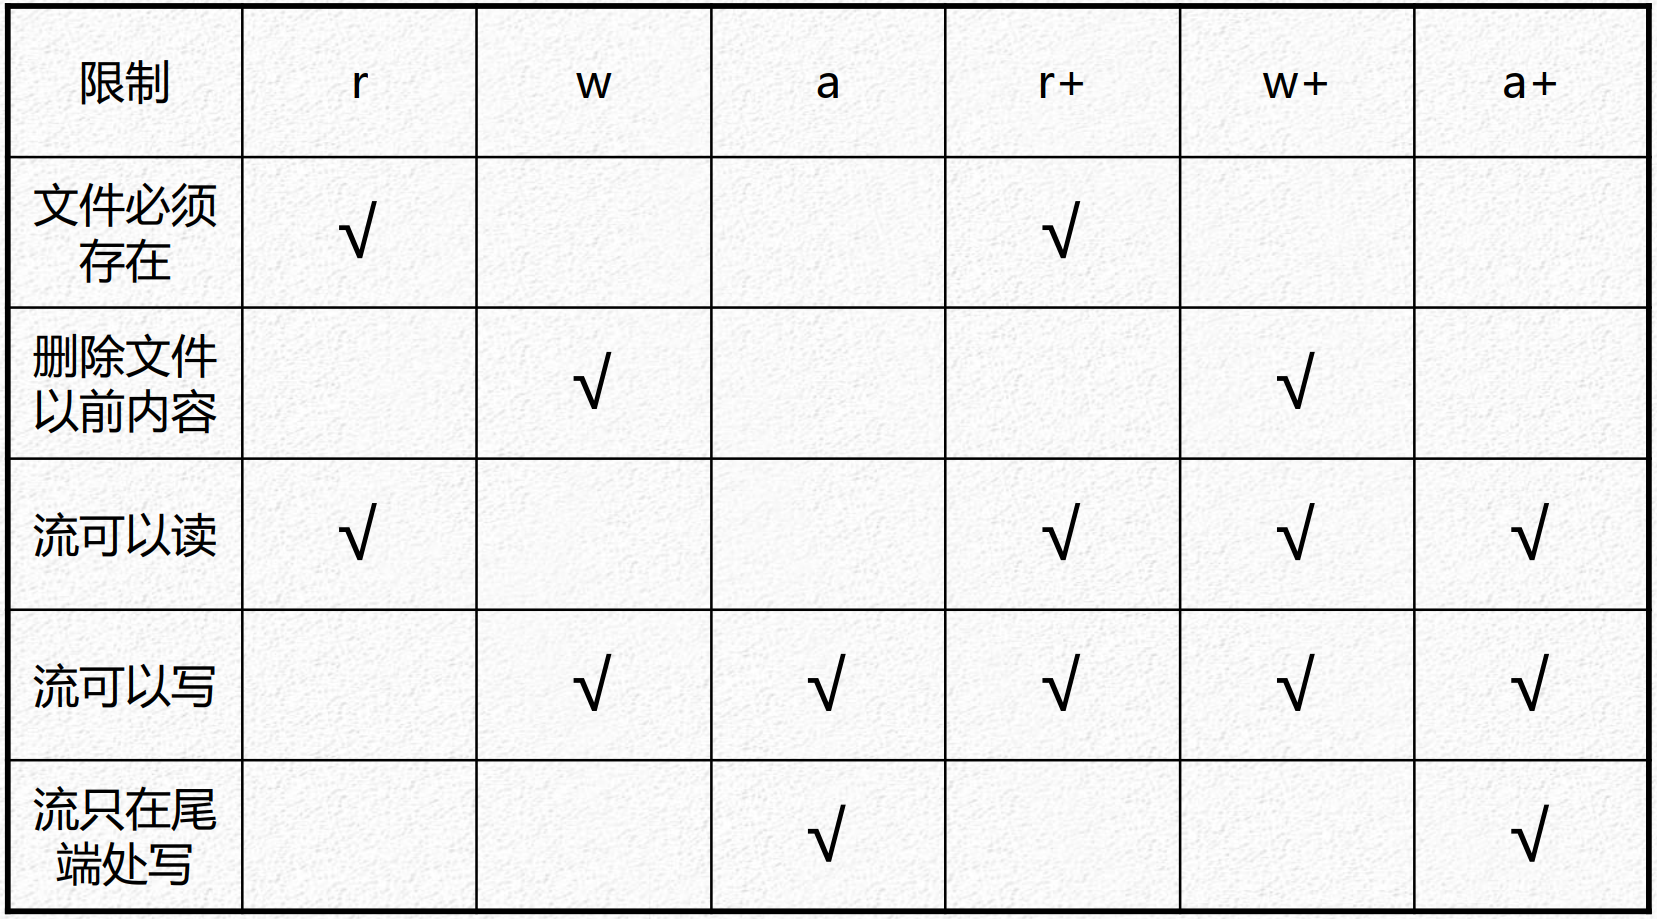 限制 r w a r+ w+ a+
文件必须
存在 √ √
删除文件
以前内容 √ √
流可以读 √ √ √ √
流可以写 √ √ √ √ √
流只在尾
端处写 √ √